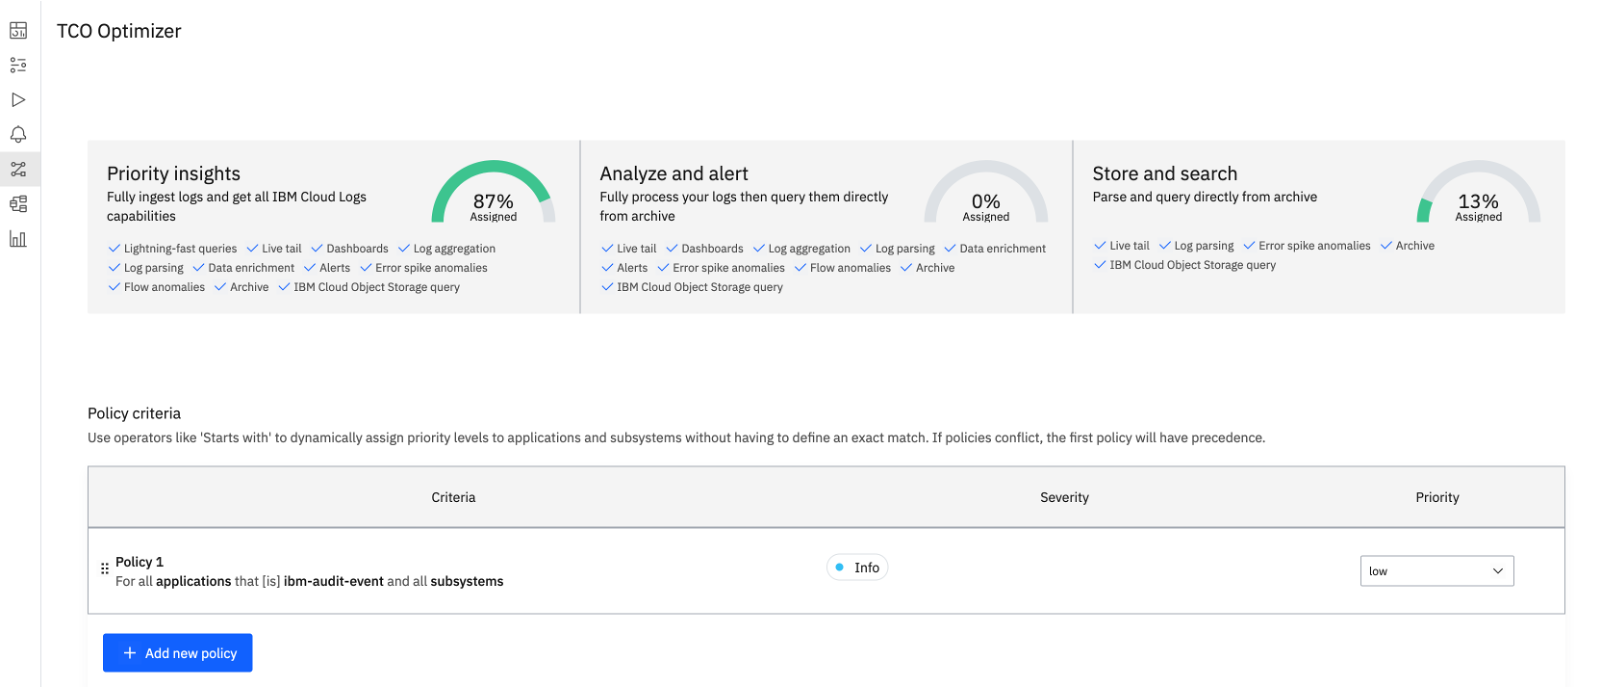 TCO Optimizer
Priority insights
Fully ingest logs and get all IBM Cloud Logs
capabilities
87%
Assigned
Lightning-fast queries Live tail Dashboards Log aggregation
Log parsing Data enrichment Alerts Error spike anomalies
Flow anomalies Archive IBM Cloud Object Storage query
Analyze and alert
Fully process your logs then query them directly
from archive
0%
Assigned
Live tail Dashboards Log aggregation Log parsing Data enrichment
Alerts Error spike anomalies Flow anomalies Archive
IBM Cloud Object Storage query
Store and search
Parse and query directly from archive
13%
Assigned
Live tail Log parsing Error spike anomalies Archive
IBM Cloud Object Storage query
Policy criteria
Use operators like 'Starts with' to dynamically assign priority levels to applications and subsystems without having to define an exact match. If policies conflict, the first policy will have precedence.
Criteria Severity Priority
Policy 1
For all applications that [is] ibm-audit-event and all subsystems
Info
low
+ Add new policy